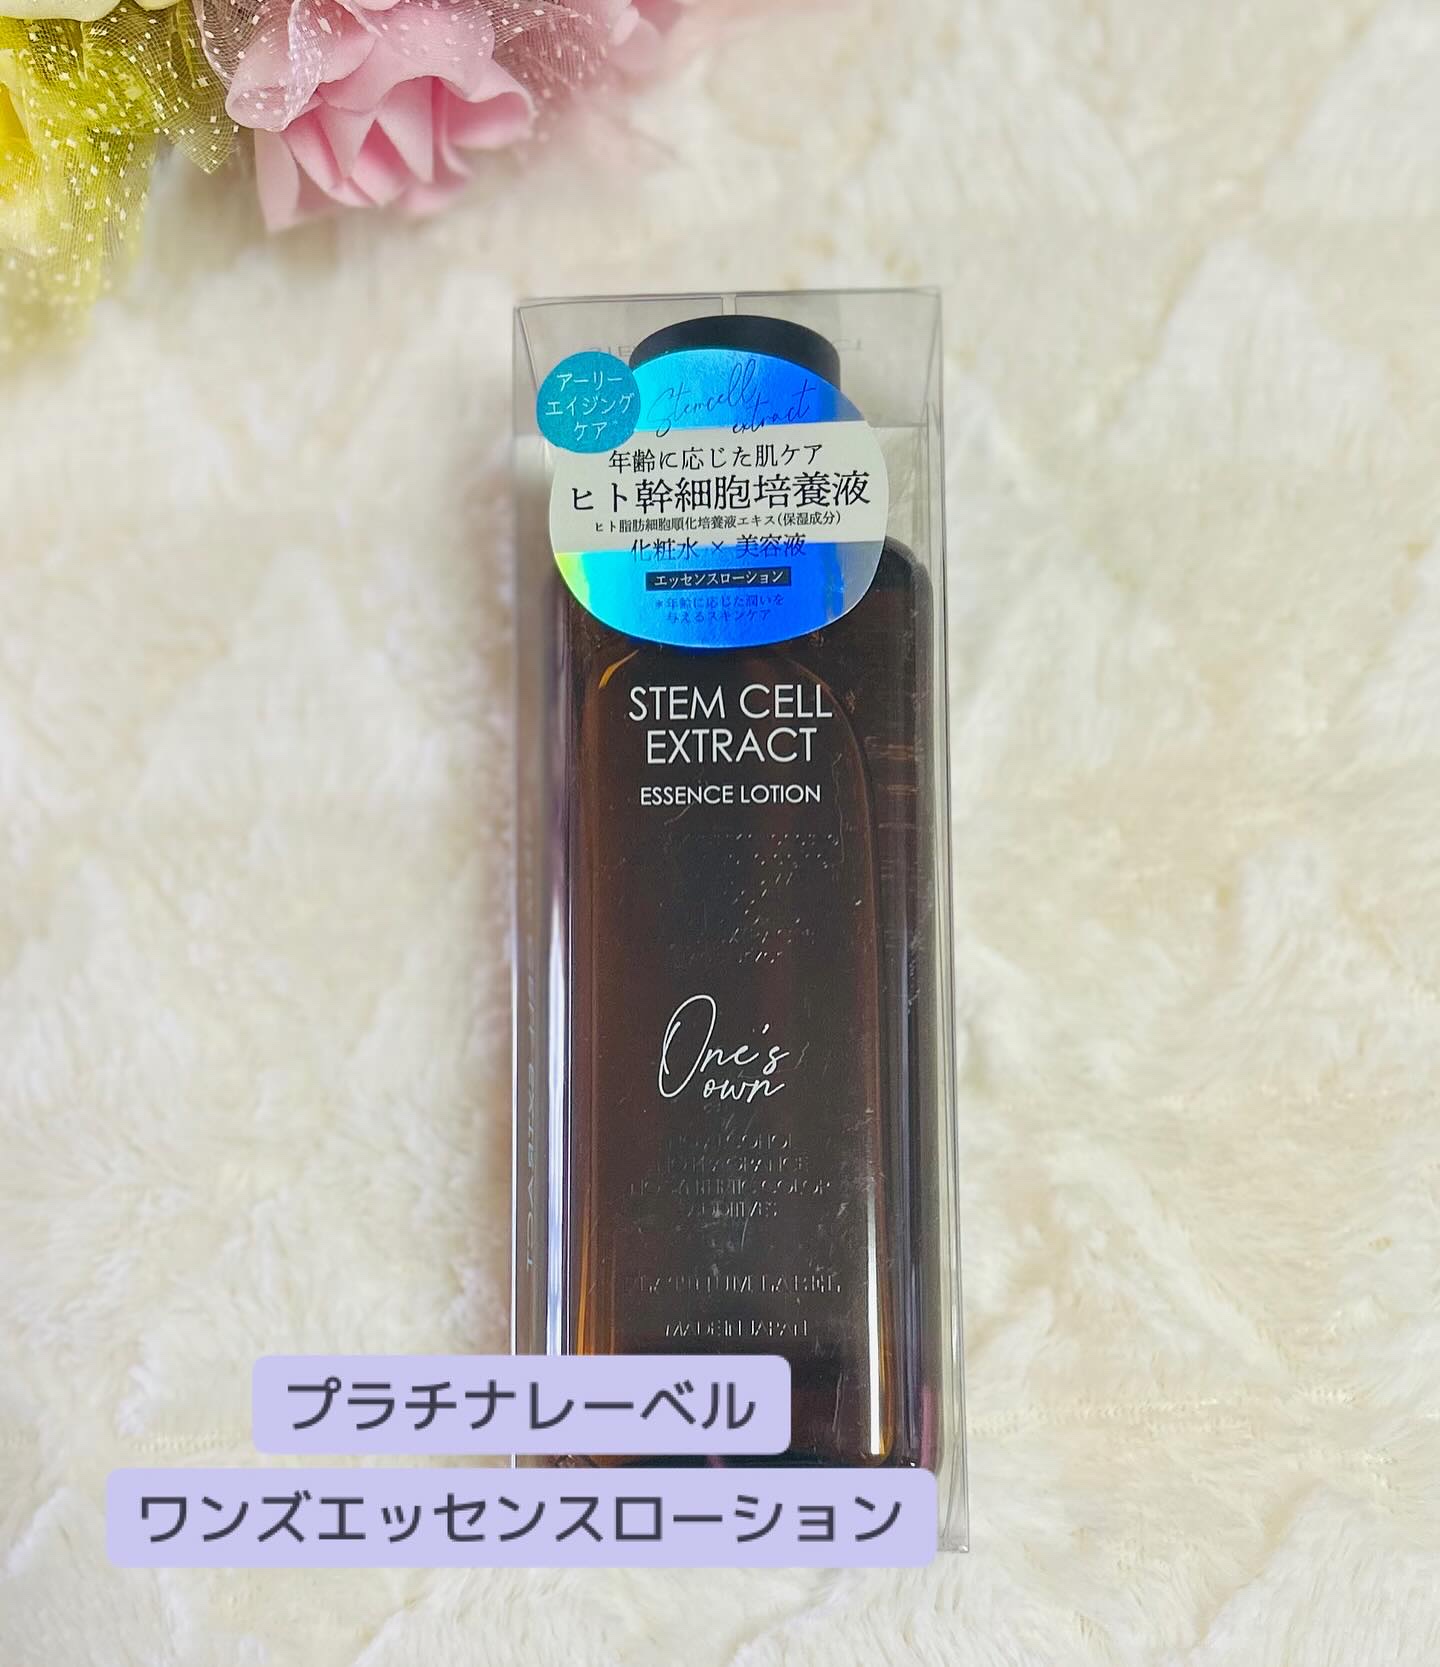 アーリー
エイジング
ケア
Stemcell
extract
年齢に応じた肌ケア
ヒト幹細胞培養液
ヒト脂肪細胞順化培養液エキス(保湿成分)
化粧水 × 美容液
エッセンスローション
*年齢に応じた潤いを
与えるスキンケア
STEM CELL
EXTRACT
ESSENCE LOTION
One's
own
MADE IN JAPAN
プラチナレーベル
ワンズエッセンスローション